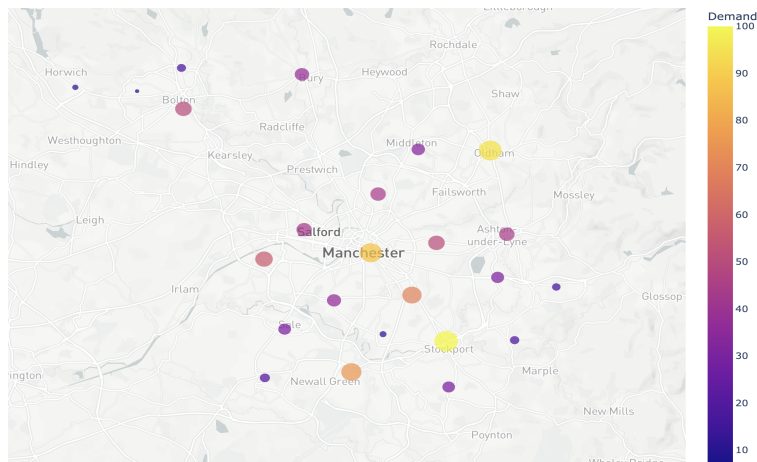 Demand
100
90
80
70
60
50
40
30
20
10
Rochdale
Horwich
Bury
Heywood
Bolton
Shaw
Westhoughton
Radcliffe
Middleton
Oldham
Hindley
Kearsley
Prestwich
Failsworth
Mossley
Leigh
Salford
Ashton-
under-Lyne
Manchester
Irlam
Glossop
Sale
Stockport
Marple
Newall Green
New Mills
Poynton